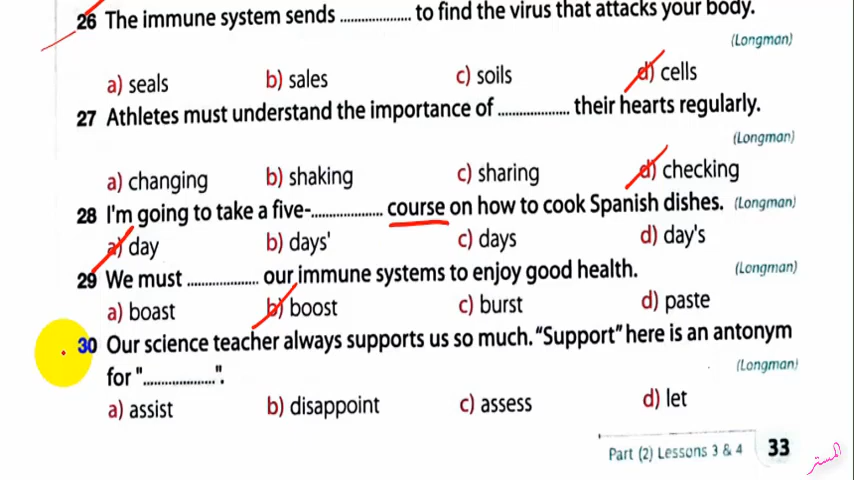 26 The immune system sends .................... to find the virus that attacks your body.
(Longman)
a) seals b) sales c) soils d) cells
27 Athletes must understand the importance of .................... their hearts regularly.
(Longman)
a) changing b) shaking c) sharing d) checking
28 I'm going to take a five-.................... course on how to cook Spanish dishes. (Longman)
a) day b) days' c) days d) day's
29 We must .................... our immune systems to enjoy good health. (Longman)
a) boast b) boost c) burst d) paste
30 Our science teacher always supports us so much. “Support” here is an antonym
for "....................". (Longman)
a) assist b) disappoint c) assess d) let
Part (2) Lessons 3 & 4 33